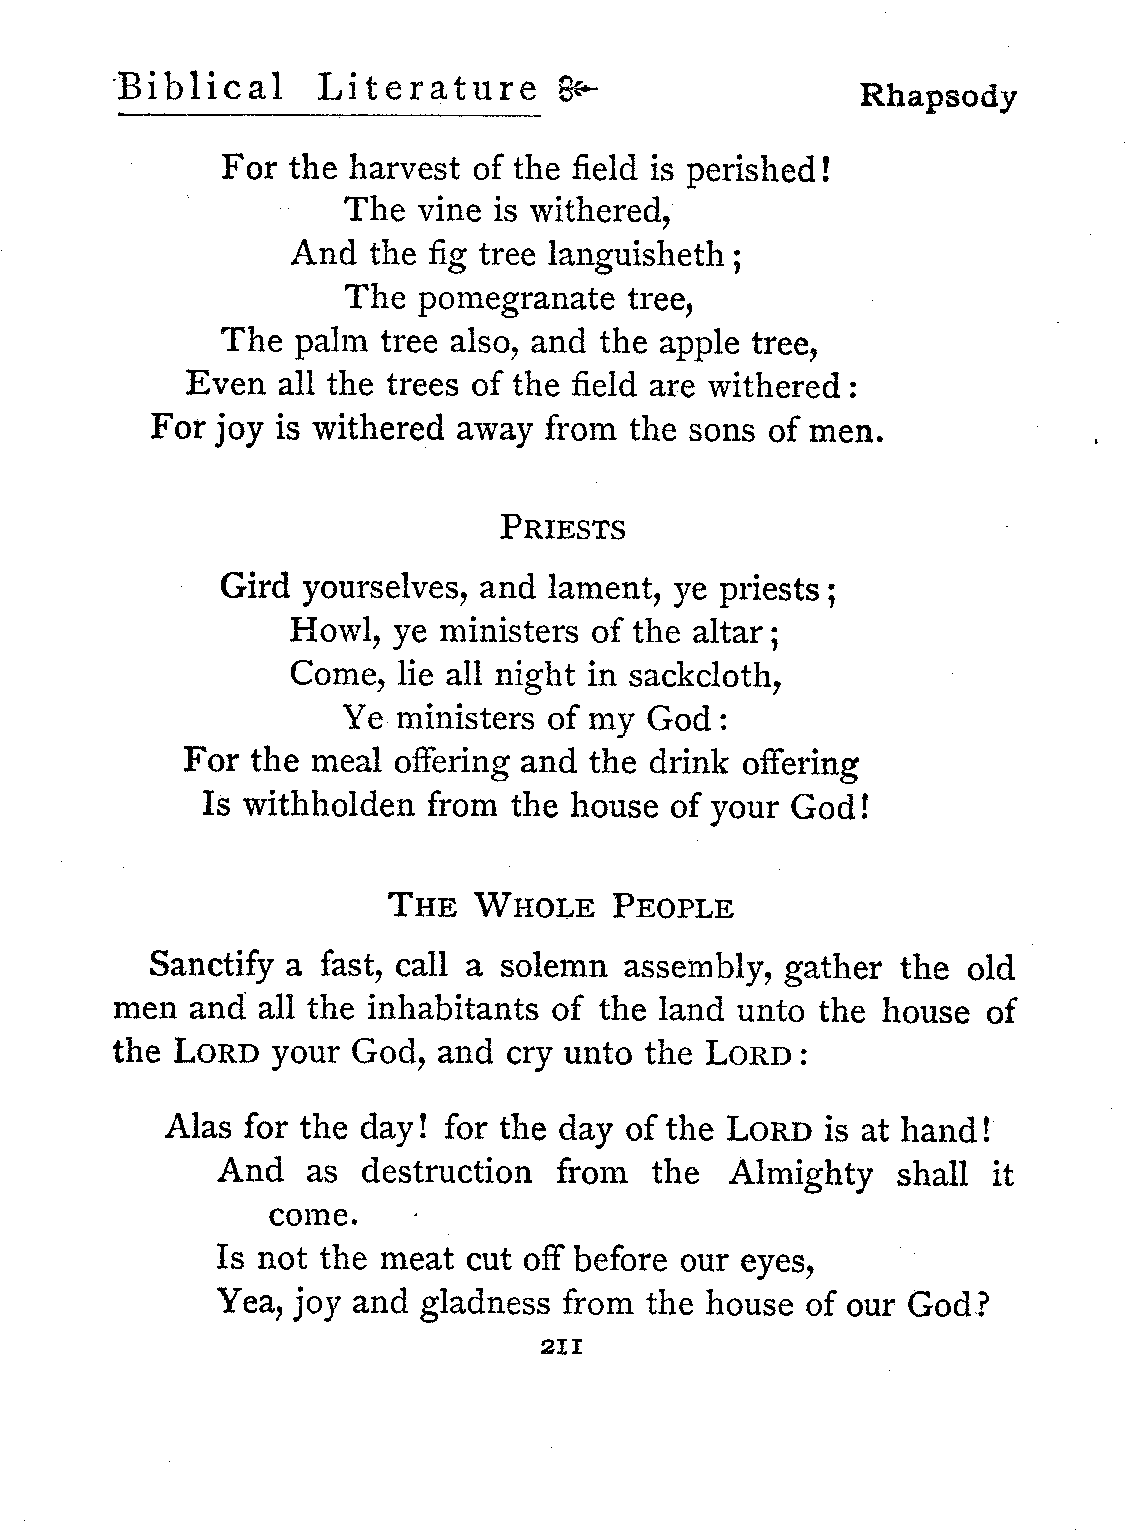 Biblical Literature Rhapsody
For the harvest of the field is perished!
The vine is withered,
And the fig tree languisheth;
The pomegranate tree,
The palm tree also, and the apple tree,
Even all the trees of the field are withered:
For joy is withered away from the sons of men.
PRIESTS
Gird yourselves, and lament, ye priests;
Howl, ye ministers of the altar;
Come, lie all night in sackcloth,
Ye ministers of my God:
For the meal offering and the drink offering
Is withholden from the house of your God!
THE WHOLE PEOPLE
Sanctify a fast, call a solemn assembly, gather the old
men and all the inhabitants of the land unto the house of
the LORD your God, and cry unto the LORD:
Alas for the day! for the day of the LORD is at hand!
And as destruction from the Almighty shall it
come.
Is not the meat cut off before our eyes,
Yea, joy and gladness from the house of our God?
211